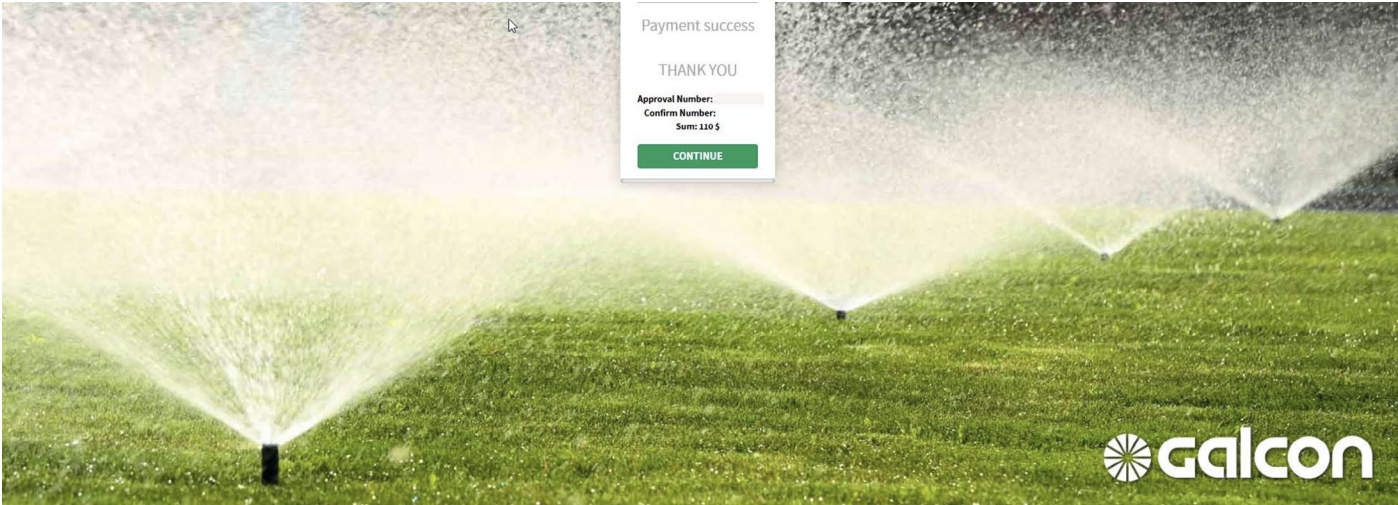 Payment success
THANK YOU
Approval Number:
Confirm Number:
Sum: 110 $
CONTINUE
galcon